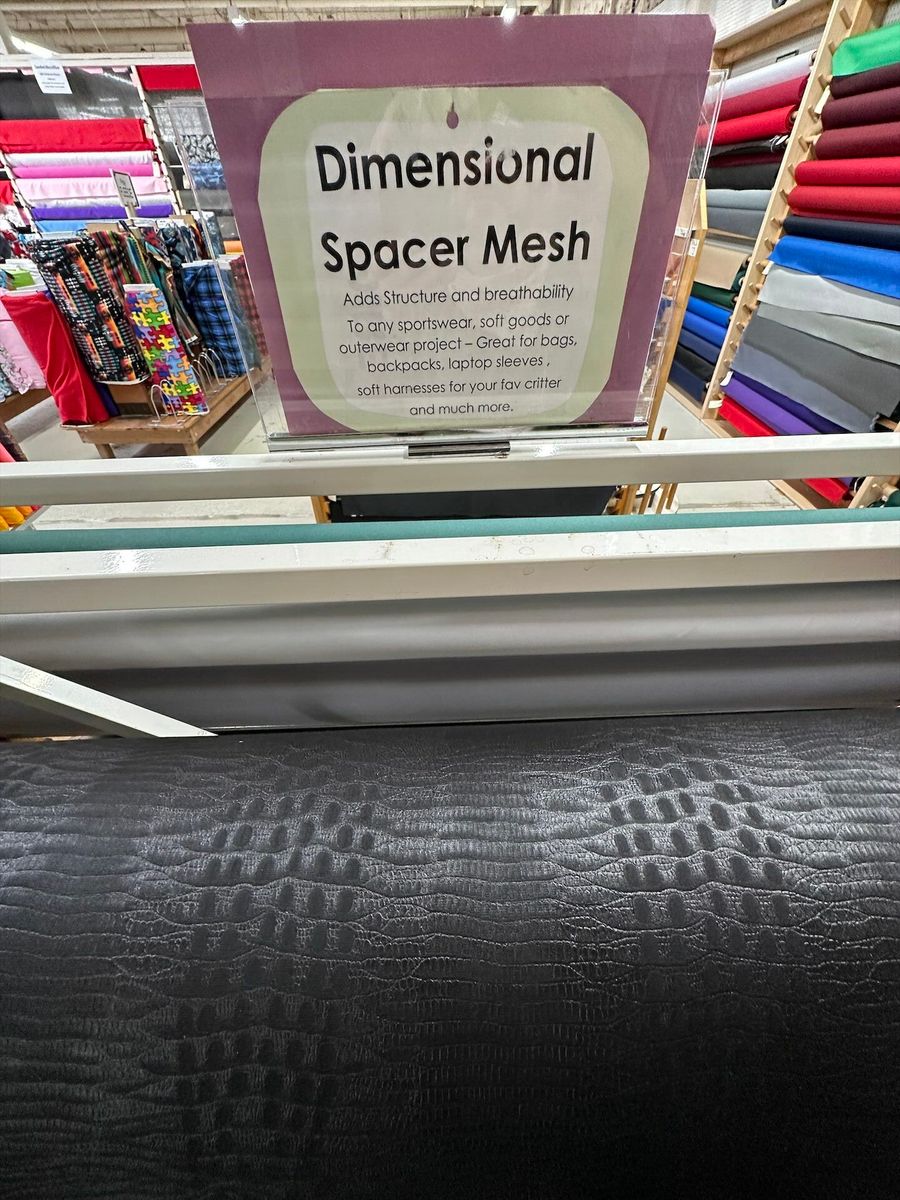 Dimensional
Spacer Mesh
Adds Structure and breathability
To any sportswear, soft goods or
outerwear project – Great for bags,
backpacks, laptop sleeves ,
soft harnesses for your fav critter
and much more.